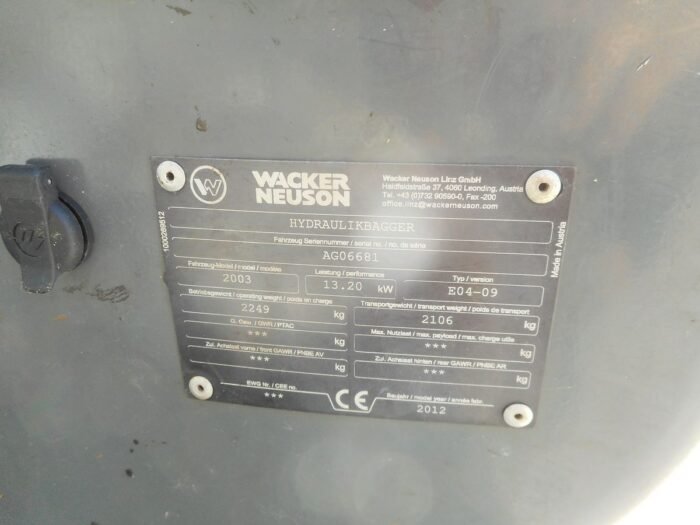 WACKER
NEUSON
Wacker Neuson Linz GmbH
Haidfeldstraße 37, 4060 Leonding, Austria
Tel. +43 (0)732 90590-0, Fax -200
office.linz@wackerneuson.com
HYDRAULIKBAGGER
Fahrzeug Seriennummer / serial no. / no. de série
AG06681
Fahrzeug-Modell / model / modèle
2003
Leistung / performance
13.20 kW
Typ / version
E04-09
Betriebsgewicht / operating weight / poids en charge
2249 kg
Transportgewicht / transport weight / poids de transport
2106 kg
G. Gew. / GWR / PTAC
*** kg
Max. Nutzlast / max. payload / max. charge utile
*** kg
Zul. Achslast vorne / front GAWR / PNBE AV
*** kg
Zul. Achslast hinten / rear GAWR / PNBE AR
*** kg
EWG Nr. / CEE no.
***
CE
Baujahr / model year / année fabr.
2012
1000289812
Made in Austria